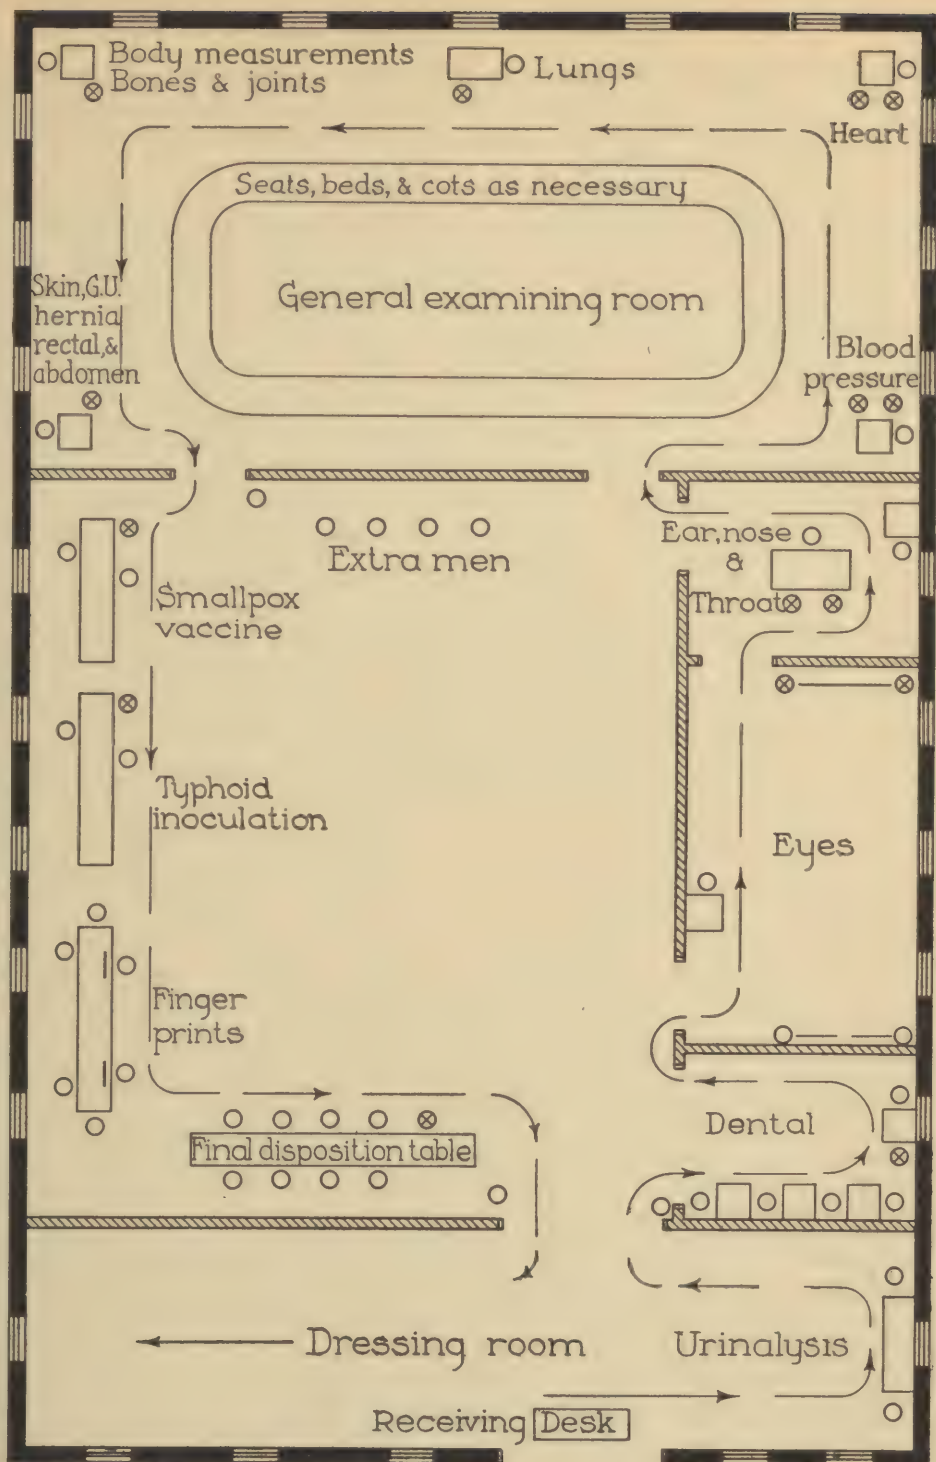 Body measurements
Bones & joints
Lungs
Heart
Seats, beds, & cots as necessary
General examining room
Skin, G.U.
hernia
rectal, &
abdomen
Blood
pressure
Extra men
Ear, nose
&
Throat
Smallpox
vaccine
Typhoid
inoculation
Eyes
Finger
prints
Dental
Final disposition table
Dressing room
Urinalysis
Receiving Desk